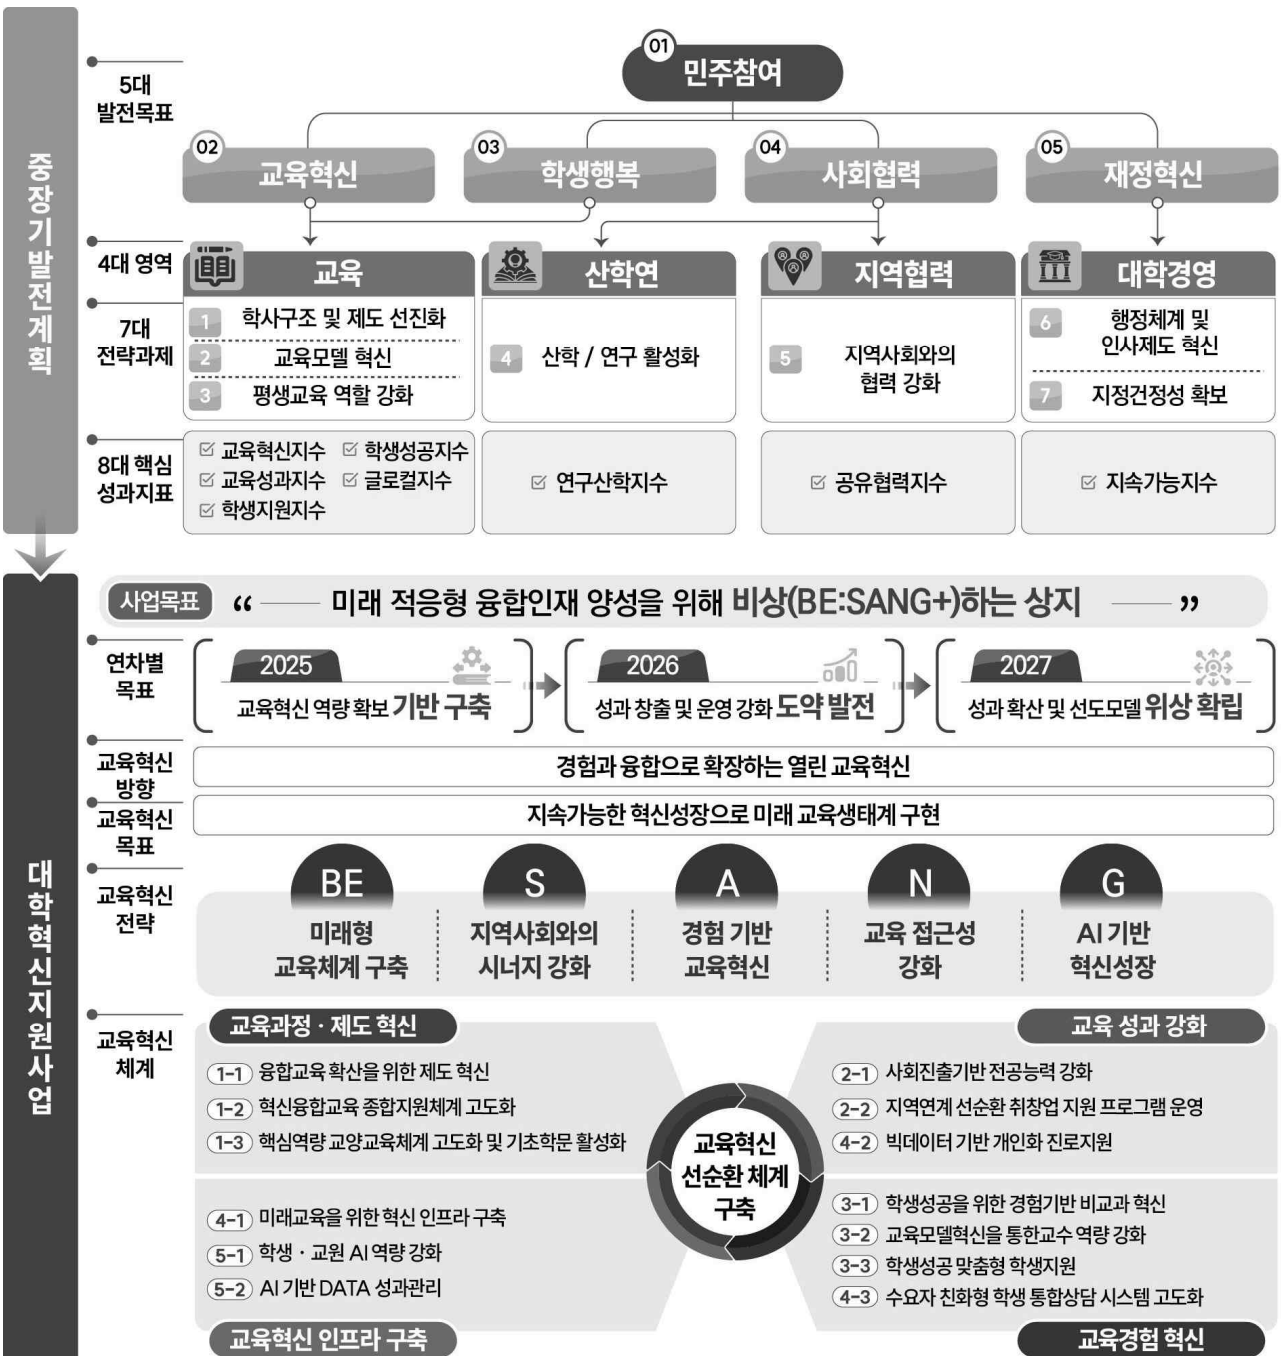 중장기발전계획
5대
발전목표
01
민주참여
02
교육혁신
03
학생행복
04
사회협력
05
재정혁신
4대 영역
교육
산학연
지역협력
대학경영
7대
전략과제
1 학사구조 및 제도 선진화
2 교육모델 혁신
3 평생교육 역할 강화
4 산학 / 연구 활성화
5 지역사회와의
협력 강화
6 행정체계 및
인사제도 혁신
7 지정건정성 확보
8대 핵심
성과지표
교육혁신지수 학생성공지수
교육성과지수 글로컬지수
학생지원지수
연구산학지수
공유협력지수
지속가능지수
대학혁신지원사업
사업목표 “ 미래 적응형 융합인재 양성을 위해 비상(BE:SANG+)하는 상지 ”
연차별
목표
2025
교육혁신 역량 확보 기반 구축
2026
성과 창출 및 운영 강화 도약 발전
2027
성과 확산 및 선도모델 위상 확립
교육혁신
방향
경험과 융합으로 확장하는 열린 교육혁신
교육혁신
목표
지속가능한 혁신성장으로 미래 교육생태계 구현
교육혁신
전략
BE
미래형
교육체계 구축
S
지역사회와의
시너지 강화
A
경험 기반
교육혁신
N
교육 접근성
강화
G
AI 기반
혁신성장
교육혁신
체계
교육과정 · 제도 혁신
1-1 융합교육 확산을 위한 제도 혁신
1-2 혁신융합교육 종합지원체계 고도화
1-3 핵심역량 교양교육체계 고도화 및 기초학문 활성화
교육 성과 강화
2-1 사회진출기반 전공능력 강화
2-2 지역연계 선순환 취창업 지원 프로그램 운영
4-2 빅데이터 기반 개인화 진로지원
교육혁신
선순환 체계
구축
4-1 미래교육을 위한 혁신 인프라 구축
5-1 학생 · 교원 AI 역량 강화
5-2 AI 기반 DATA 성과관리
교육혁신 인프라 구축
3-1 학생성공을 위한 경험기반 비교과 혁신
3-2 교육모델혁신을 통한교수 역량 강화
3-3 학생성공 맞춤형 학생지원
4-3 수요자 친화형 학생 통합상담 시스템 고도화
교육경험 혁신